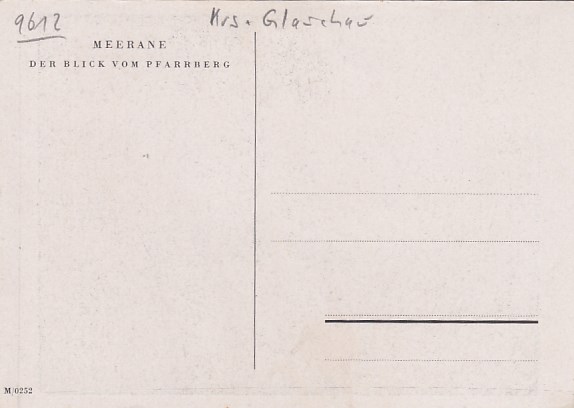 9612
Krs. Glauchau
MEERANE
DER BLICK VOM PFARRBERG
M/0252